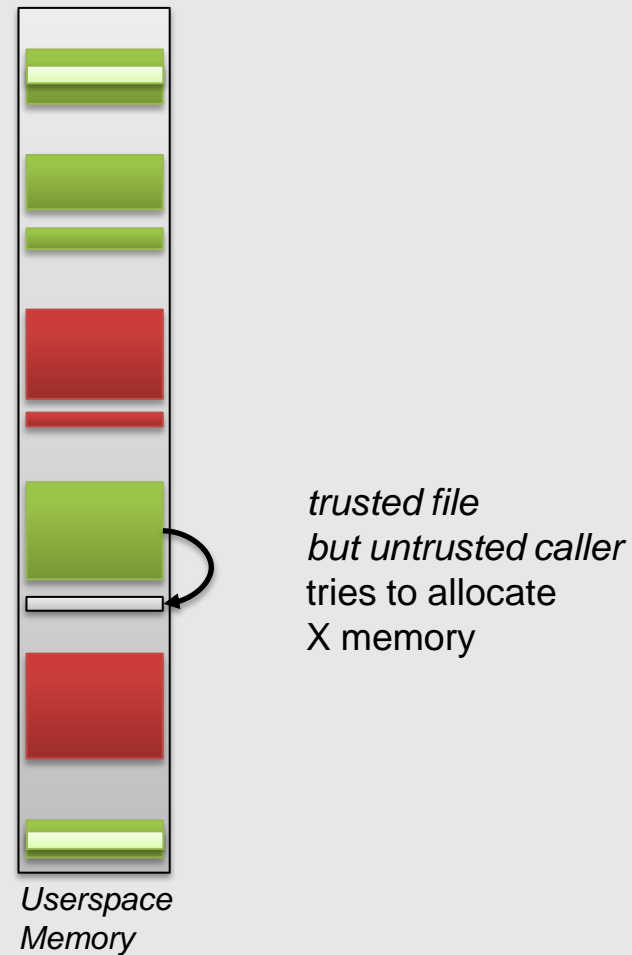 trusted file
but untrusted caller
tries to allocate
X memory
Userspace
Memory